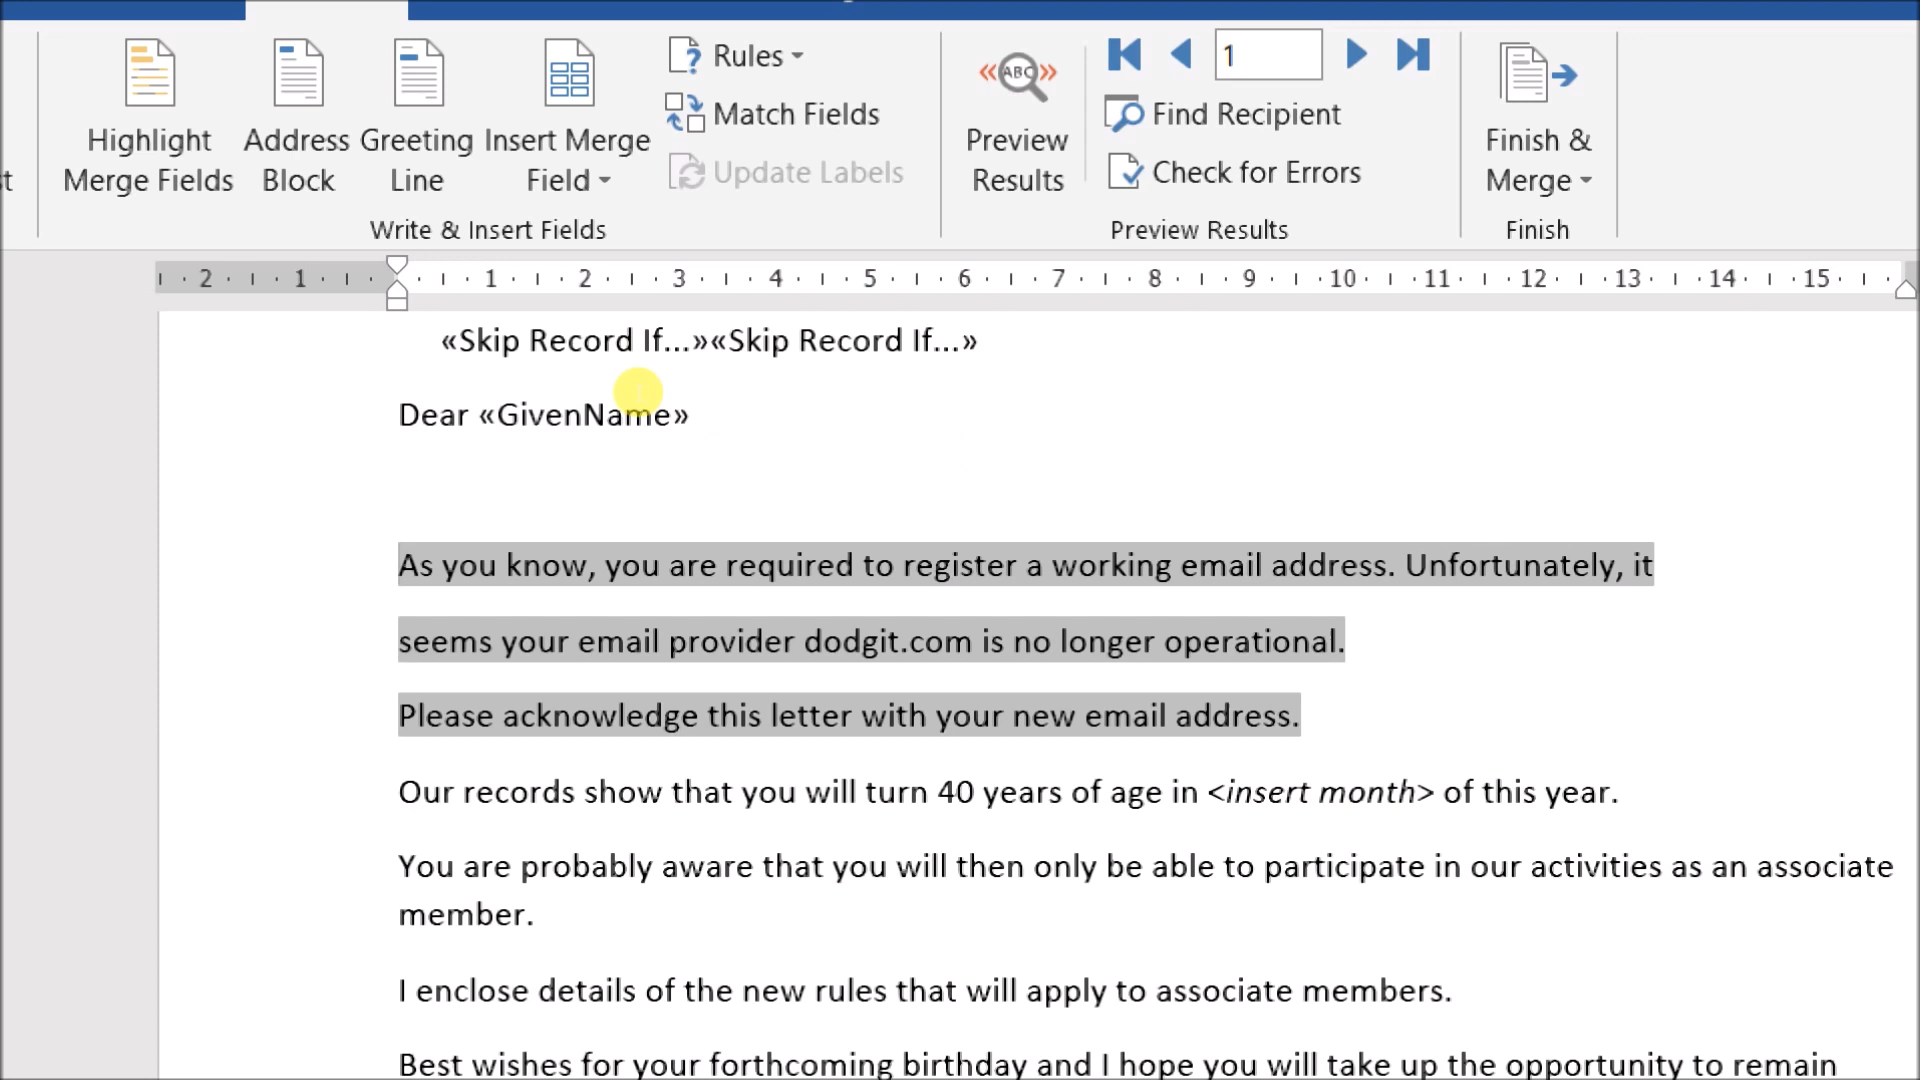 Rules
Match Fields
Update Labels
Highlight
Merge Fields
Address
Block
Greeting
Line
Insert Merge
Field
Write & Insert Fields
ABC
Preview
Results
1
Find Recipient
Check for Errors
Preview Results
Finish &
Merge
Finish
2 1 1 2 3 4 5 6 7 8 9 10 11 12 13 14 15
«Skip Record If...»«Skip Record If...»
Dear «GivenName»
As you know, you are required to register a working email address. Unfortunately, it
seems your email provider dodgit.com is no longer operational.
Please acknowledge this letter with your new email address.
Our records show that you will turn 40 years of age in <insert month> of this year.
You are probably aware that you will then only be able to participate in our activities as an associate
member.
I enclose details of the new rules that will apply to associate members.
Best wishes for your forthcoming birthday and I hope you will take up the opportunity to remain